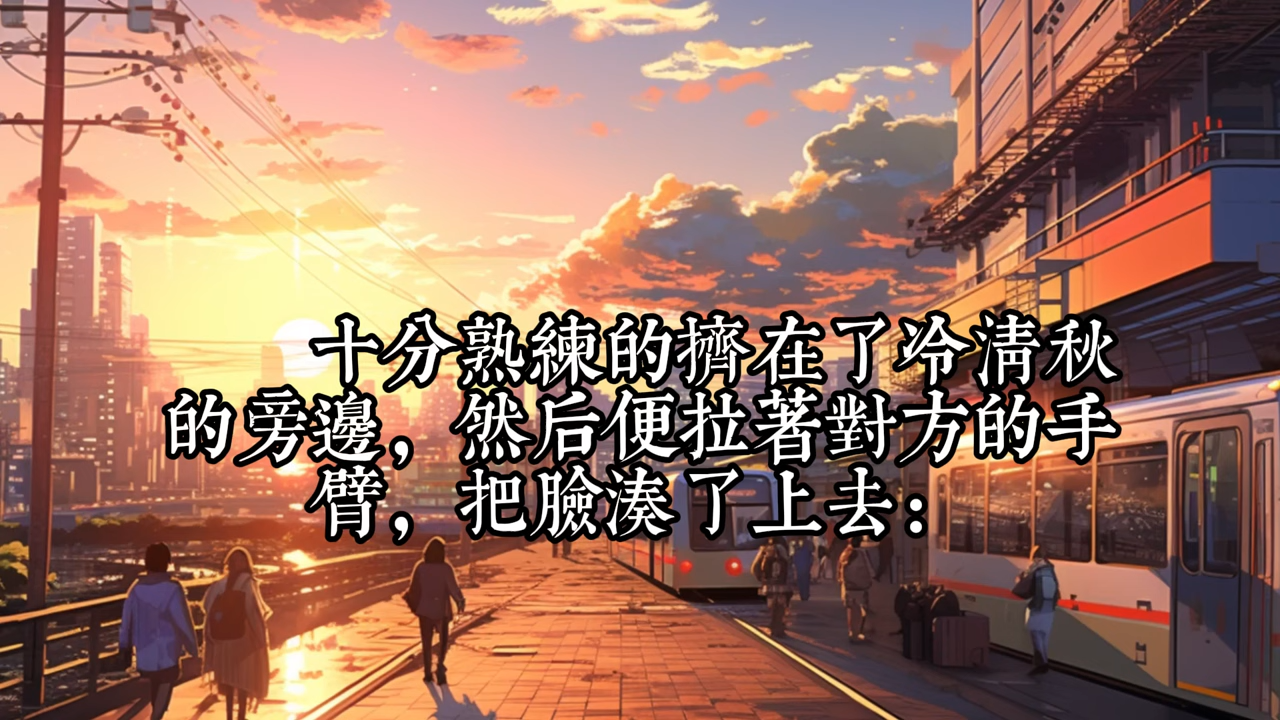 十分熟練的擠在了冷清秋
的旁邊，然后便拉著對方的手
臂，把臉湊了上去：